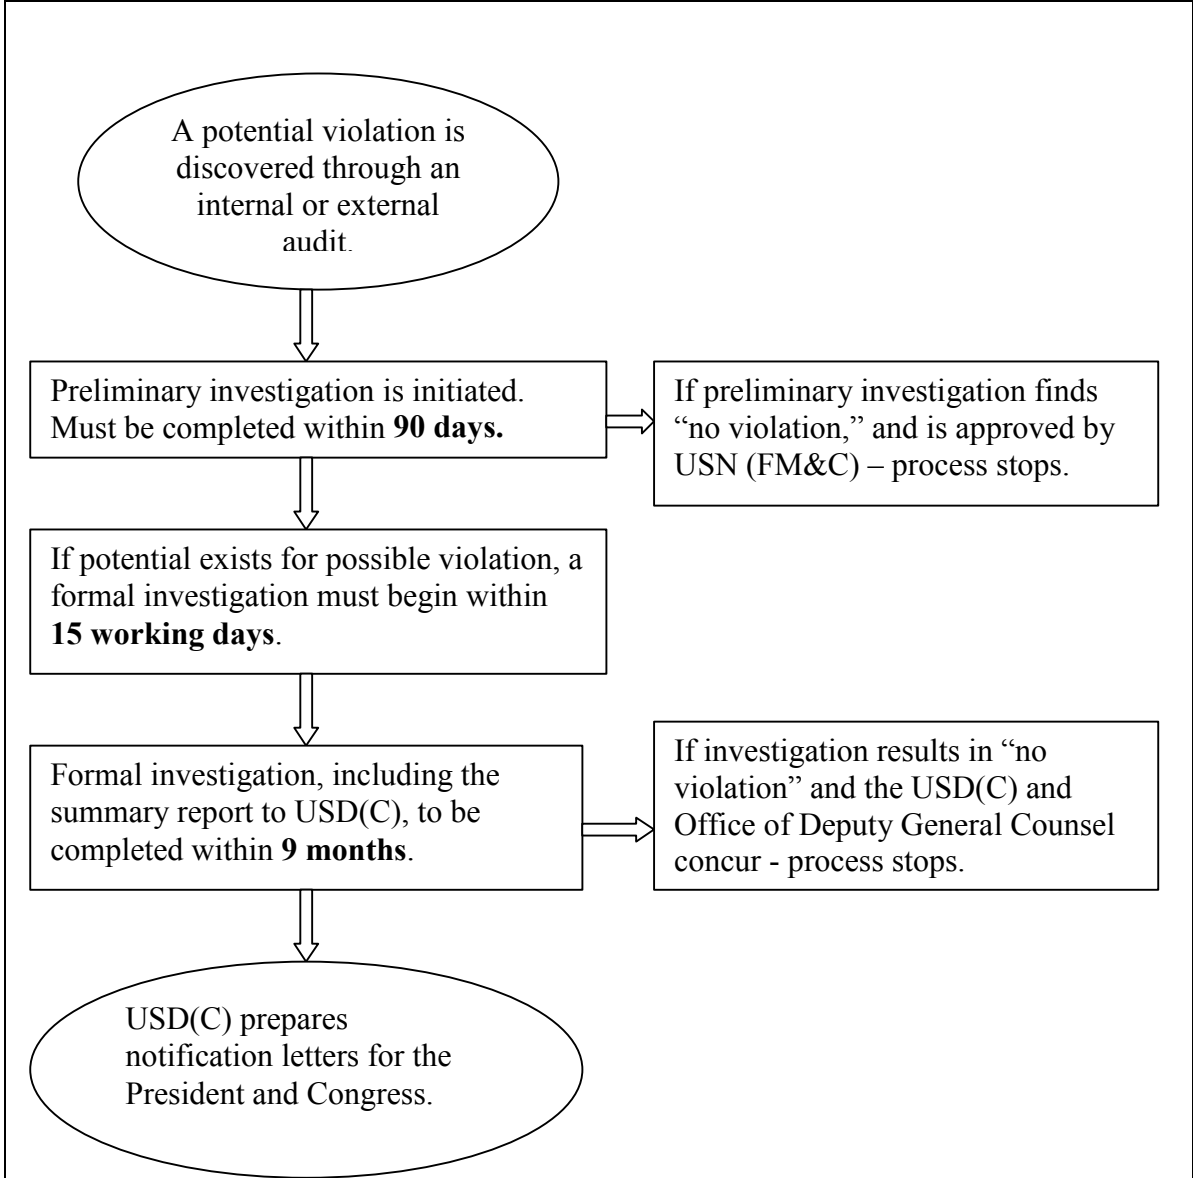 A potential violation is
discovered through an
internal or external
audit.
Preliminary investigation is initiated.
Must be completed within 90 days.
If preliminary investigation finds
“no violation,” and is approved by
USN (FM&C) – process stops.
If potential exists for possible violation, a
formal investigation must begin within
15 working days.
Formal investigation, including the
summary report to USD(C), to be
completed within 9 months.
If investigation results in “no
violation” and the USD(C) and
Office of Deputy General Counsel
concur - process stops.
USD(C) prepares
notification letters for the
President and Congress.